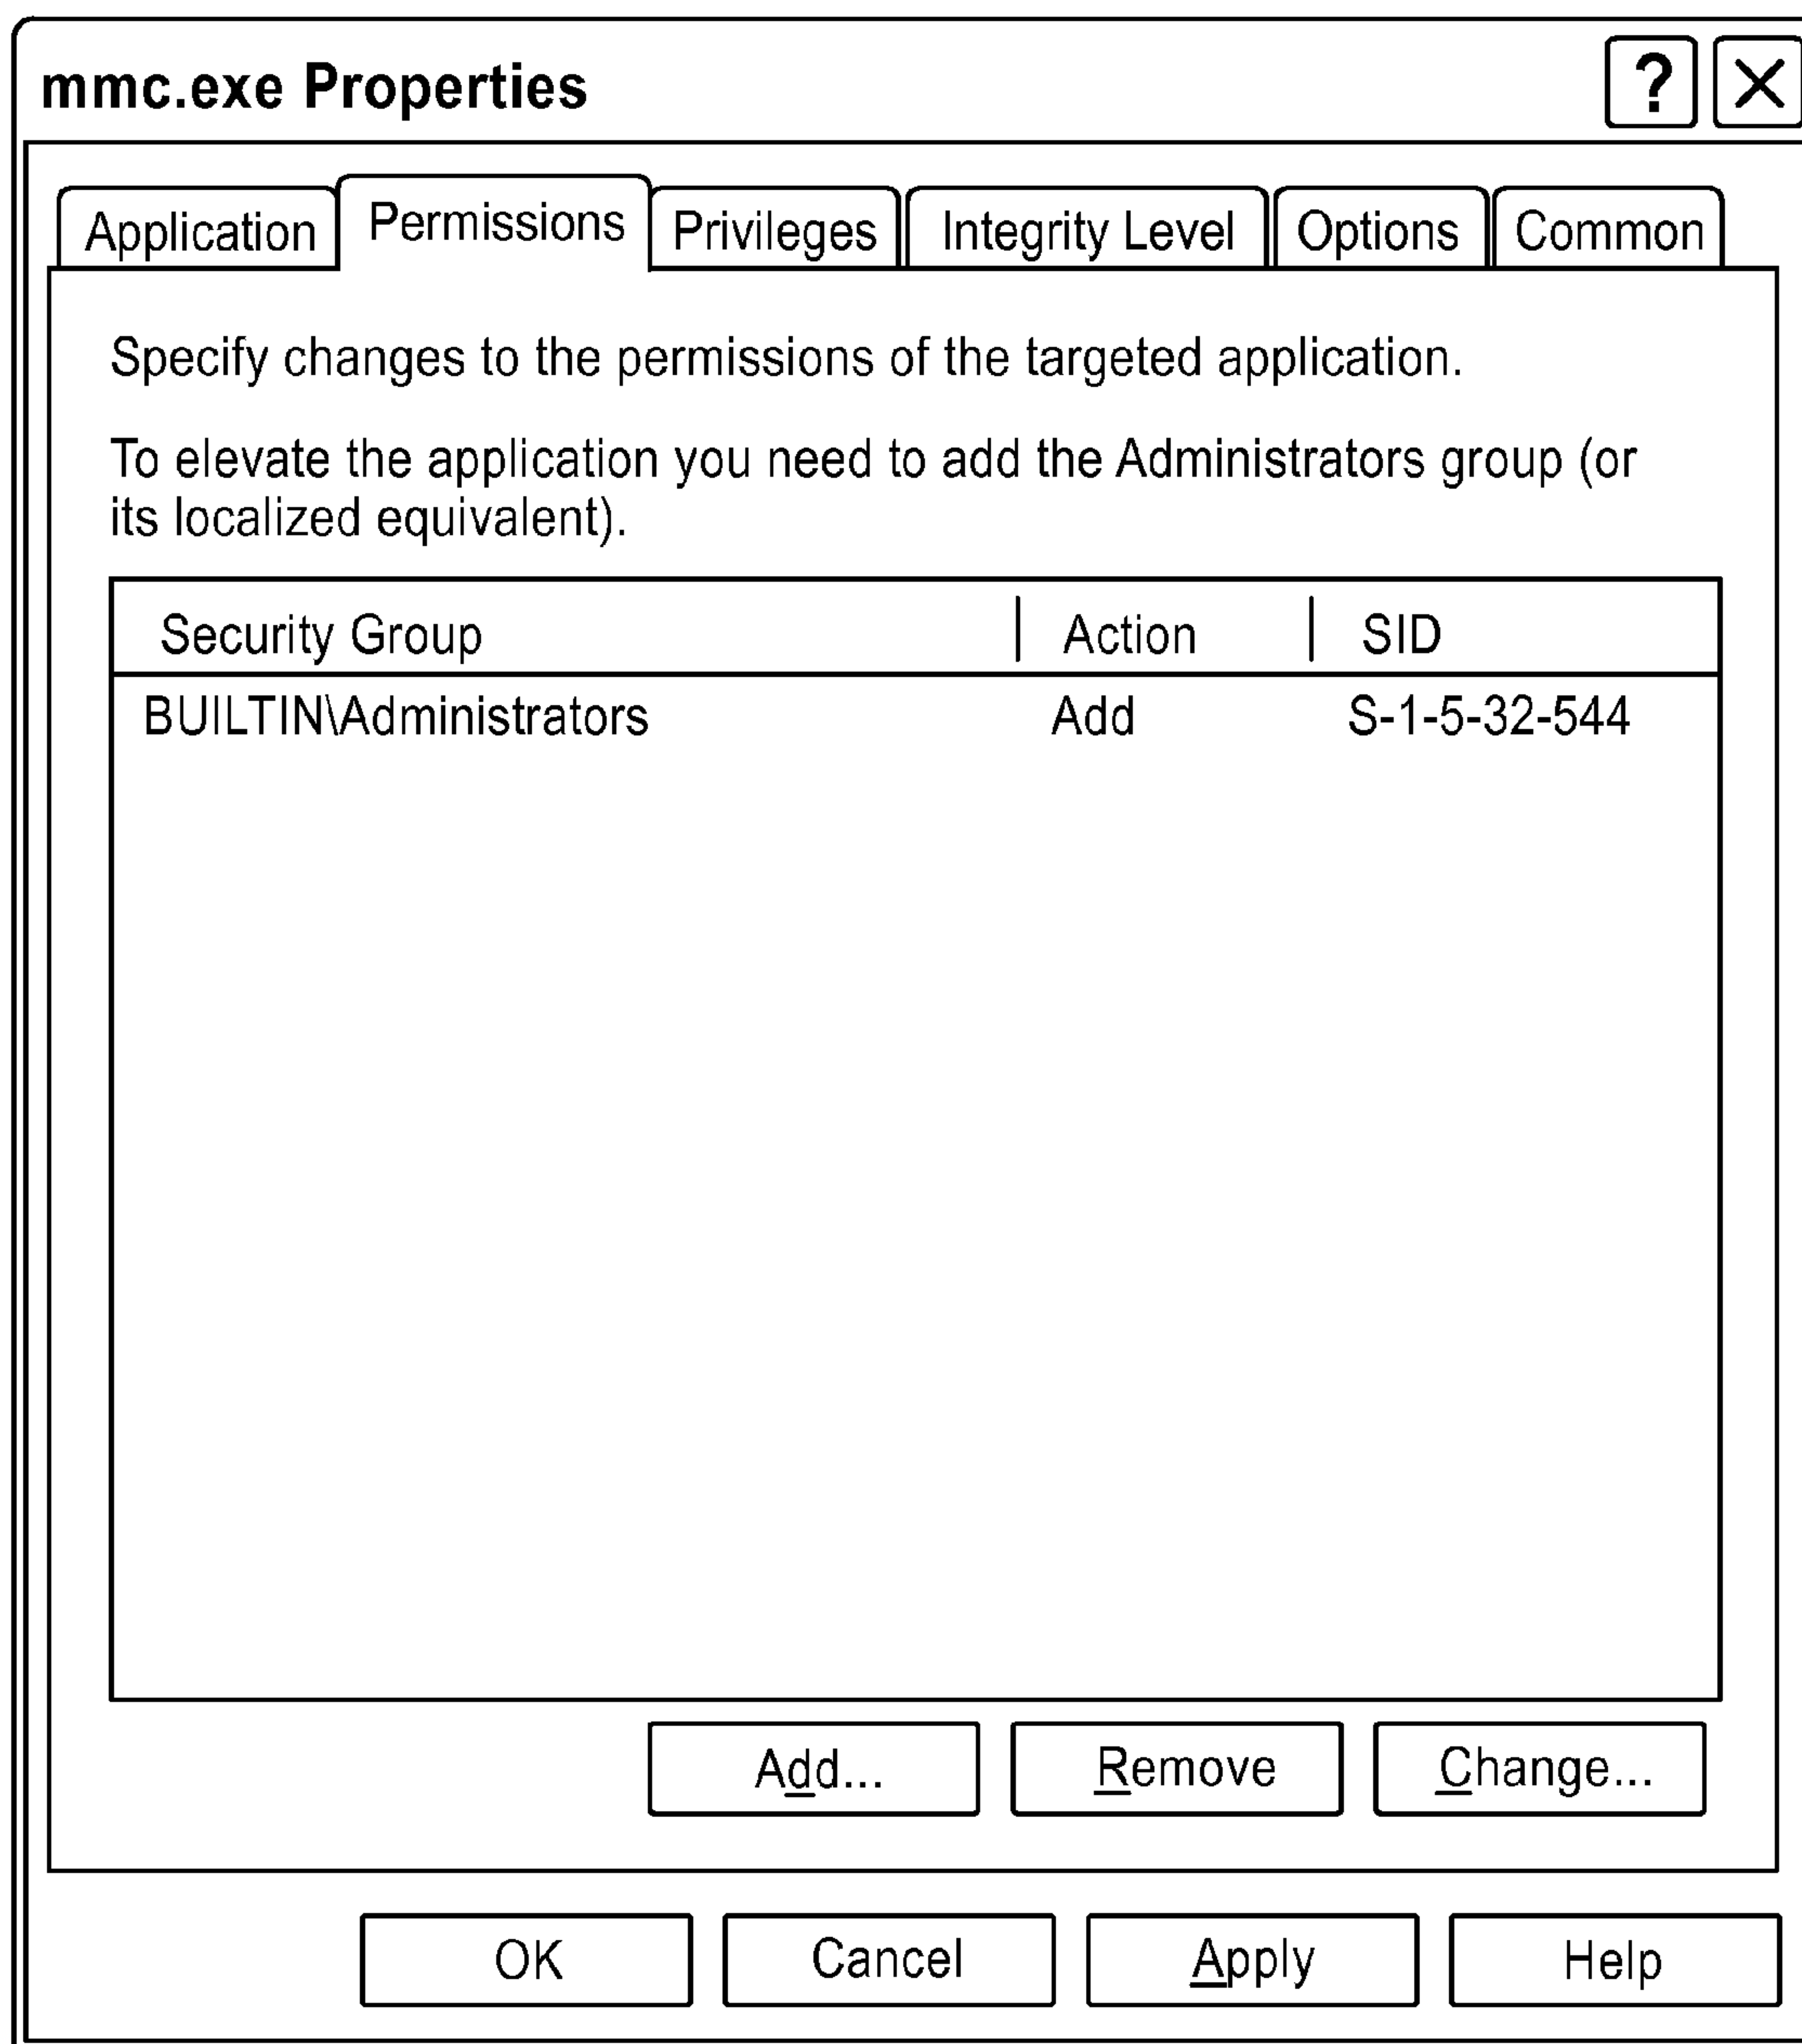 mmc.exe Properties ? X
Application Permissions Privileges Integrity Level Options Common
Specify changes to the permissions of the targeted application.
To elevate the application you need to add the Administrators group (or
its localized equivalent).
Security Group Action SID
BUILTIN\Administrators Add S-1-5-32-544
Add... Remove Change...
OK Cancel Apply Help